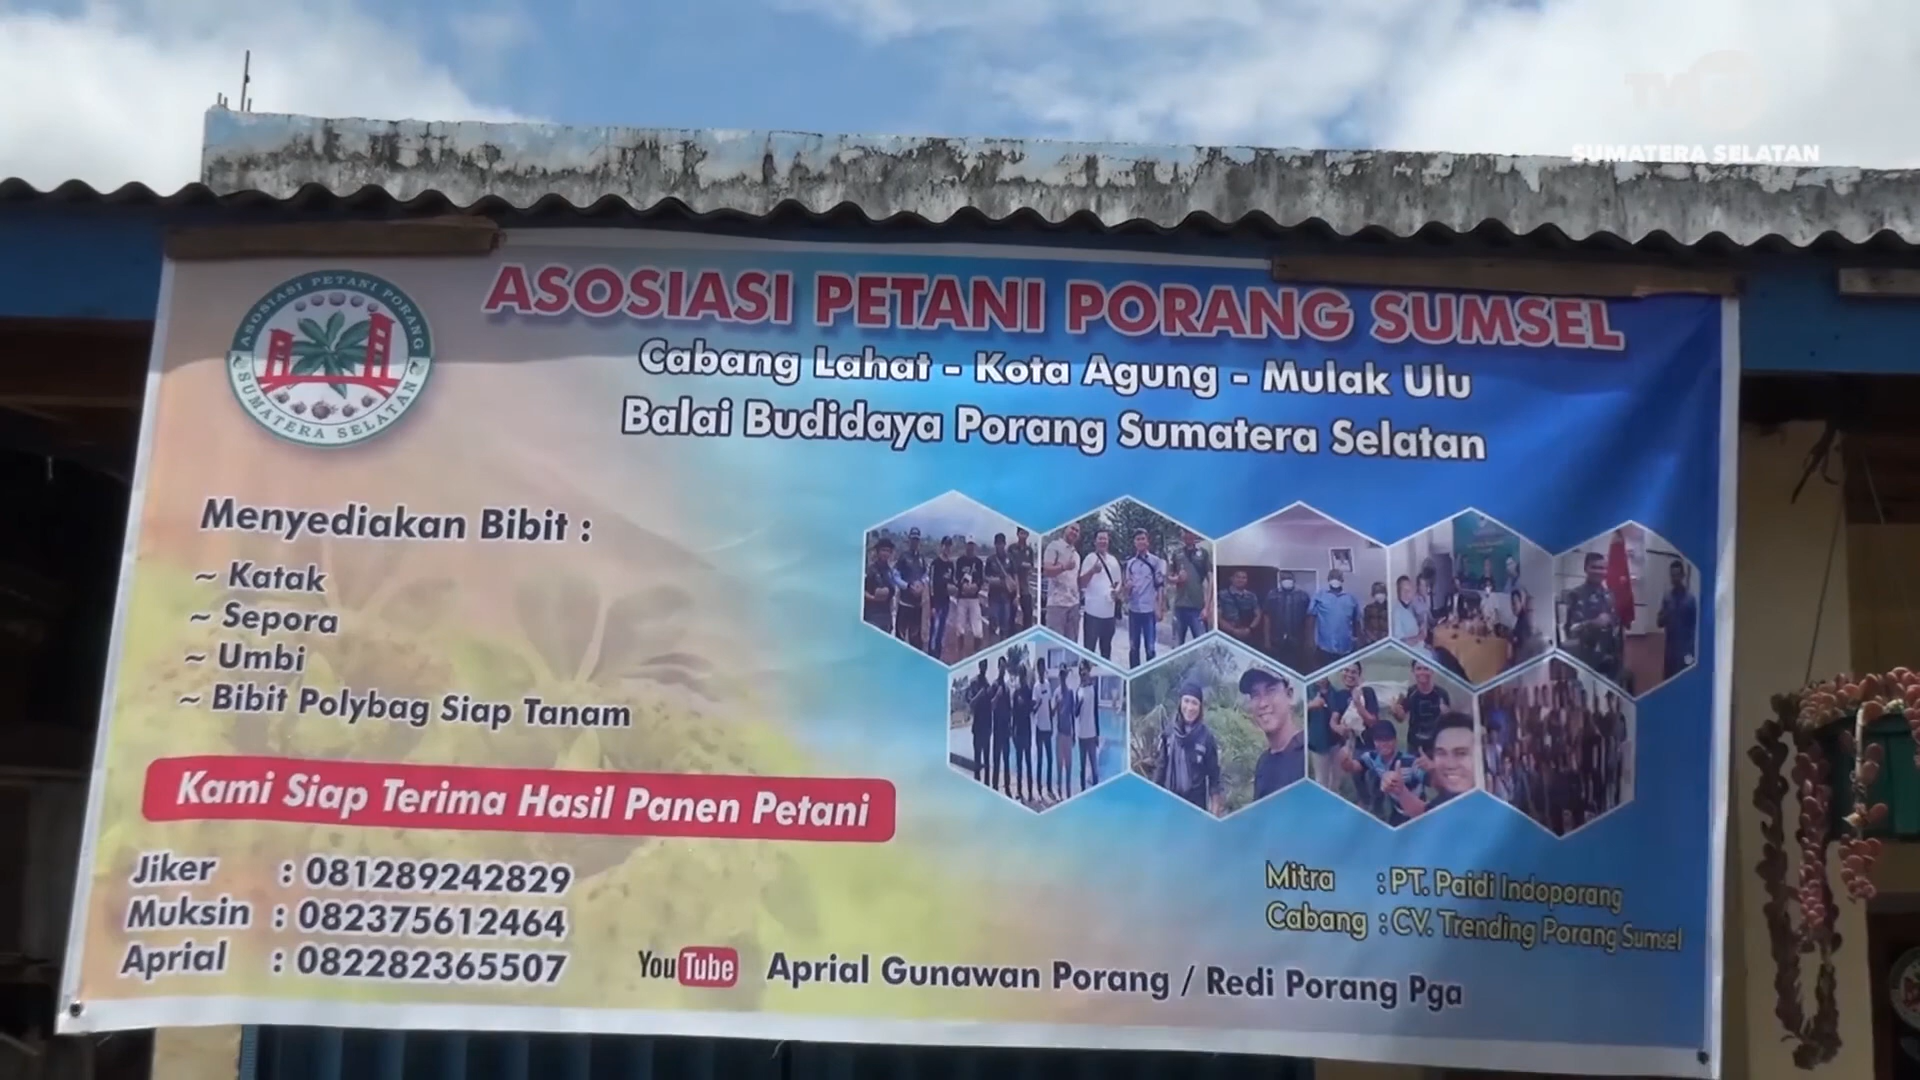 TV
SUMATERA SELATAN
ASOSIASI PETANI PORANG
SUMATERA SELATAN
ASOSIASI PETANI PORANG SUMSEL
Cabang Lahat - Kota Agung - Mulak Ulu
Balai Budidaya Porang Sumatera Selatan
Menyediakan Bibit :
~ Katak
~ Sepora
~ Umbi
~ Bibit Polybag Siap Tanam
Kami Siap Terima Hasil Panen Petani
Jiker : 081289242829
Muksin : 082375612464
Aprial : 082282365507
Mitra : PT. Paidi Indoporang
Cabang : CV. Trending Porang Sumsel
YouTube Aprial Gunawan Porang / Redi Porang Pga